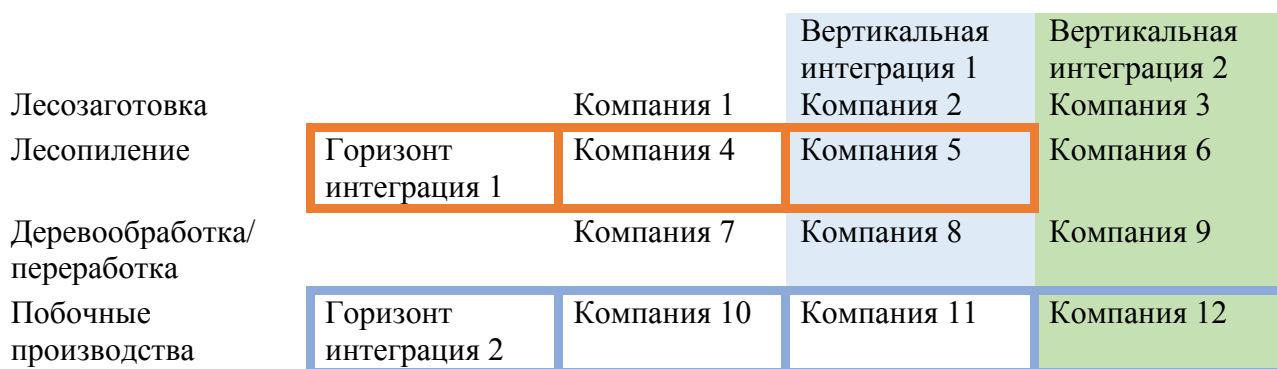 Вертикальная Вертикальная
интеграция 1 интеграция 2
Лесозаготовка Компания 1 Компания 2 Компания 3
Лесопиление Горизонт Компания 4 Компания 5 Компания 6
интеграция 1
Деревообработка/ Компания 7 Компания 8 Компания 9
переработка
Побочные Горизонт Компания 10 Компания 11 Компания 12
производства интеграция 2